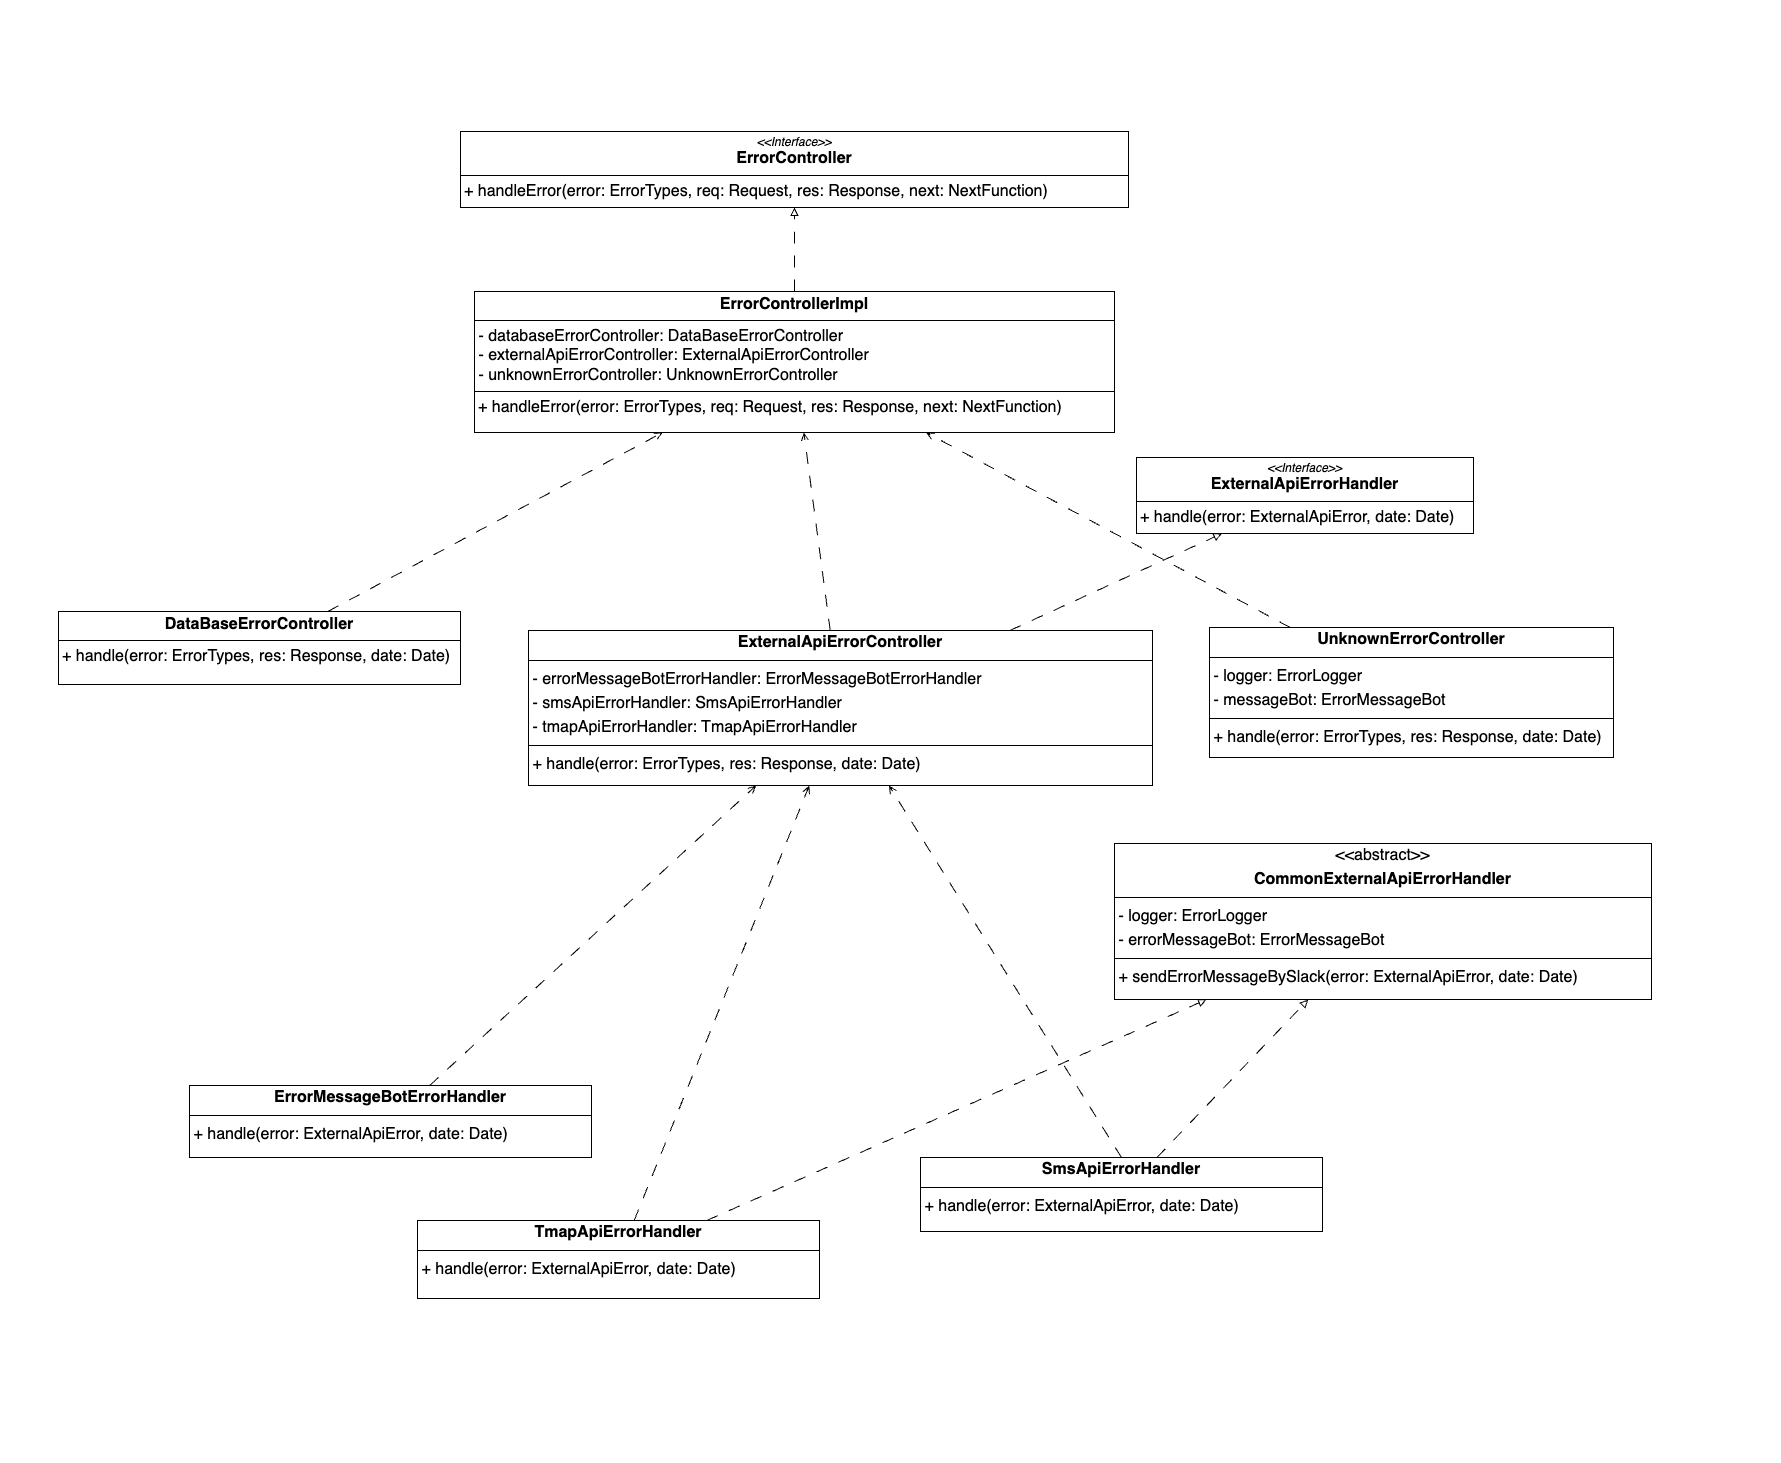 <<Interface>>
ErrorController
+ handleError(error: ErrorTypes, req: Request, res: Response, next: NextFunction)
ErrorControllerImpl
- databaseErrorController: DataBaseErrorController
- externalApiErrorController: ExternalApiErrorController
- unknownErrorController: UnknownErrorController
+ handleError(error: ErrorTypes, req: Request, res: Response, next: NextFunction)
<<Interface>>
ExternalApiErrorHandler
+ handle(error: ExternalApiError, date: Date)
DataBaseErrorController
+ handle(error: ErrorTypes, res: Response, date: Date)
ExternalApiErrorController
- errorMessageBotErrorHandler: ErrorMessageBotErrorHandler
- smsApiErrorHandler: SmsApiErrorHandler
- tmapApiErrorHandler: TmapApiErrorHandler
+ handle(error: ErrorTypes, res: Response, date: Date)
UnknownErrorController
- logger: ErrorLogger
- messageBot: ErrorMessageBot
+ handle(error: ErrorTypes, res: Response, date: Date)
<<abstract>>
CommonExternalApiErrorHandler
- logger: ErrorLogger
- errorMessageBot: ErrorMessageBot
+ sendErrorMessageBySlack(error: ExternalApiError, date: Date)
ErrorMessageBotErrorHandler
+ handle(error: ExternalApiError, date: Date)
SmsApiErrorHandler
+ handle(error: ExternalApiError, date: Date)
TmapApiErrorHandler
+ handle(error: ExternalApiError, date: Date)